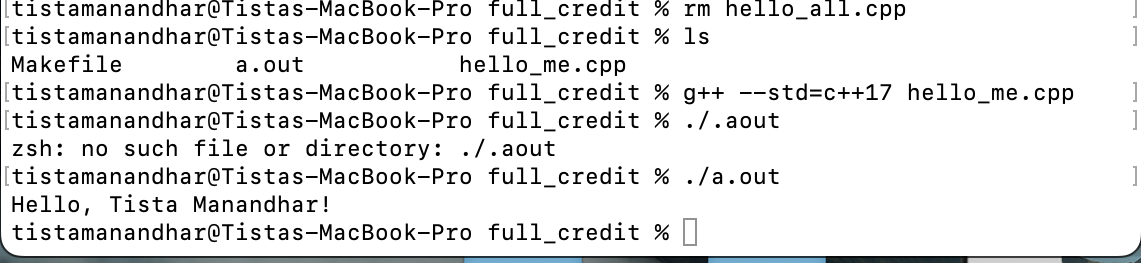 tistamanandhar@Tistas-MacBook-Pro full_credit % rm hello_all.cpp ]
[tistamanandhar@Tistas-MacBook-Pro full_credit % ls ]
Makefile a.out hello_me.cpp
[tistamanandhar@Tistas-MacBook-Pro full_credit % g++ --std=c++17 hello_me.cpp ]
[tistamanandhar@Tistas-MacBook-Pro full_credit % ./.aout ]
zsh: no such file or directory: ./.aout
[tistamanandhar@Tistas-MacBook-Pro full_credit % ./a.out ]
Hello, Tista Manandhar!
tistamanandhar@Tistas-MacBook-Pro full_credit %